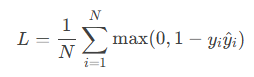 L = \frac{1}{N} \sum_{i=1}^{N} \max(0, 1 - y_i \hat{y}_i)